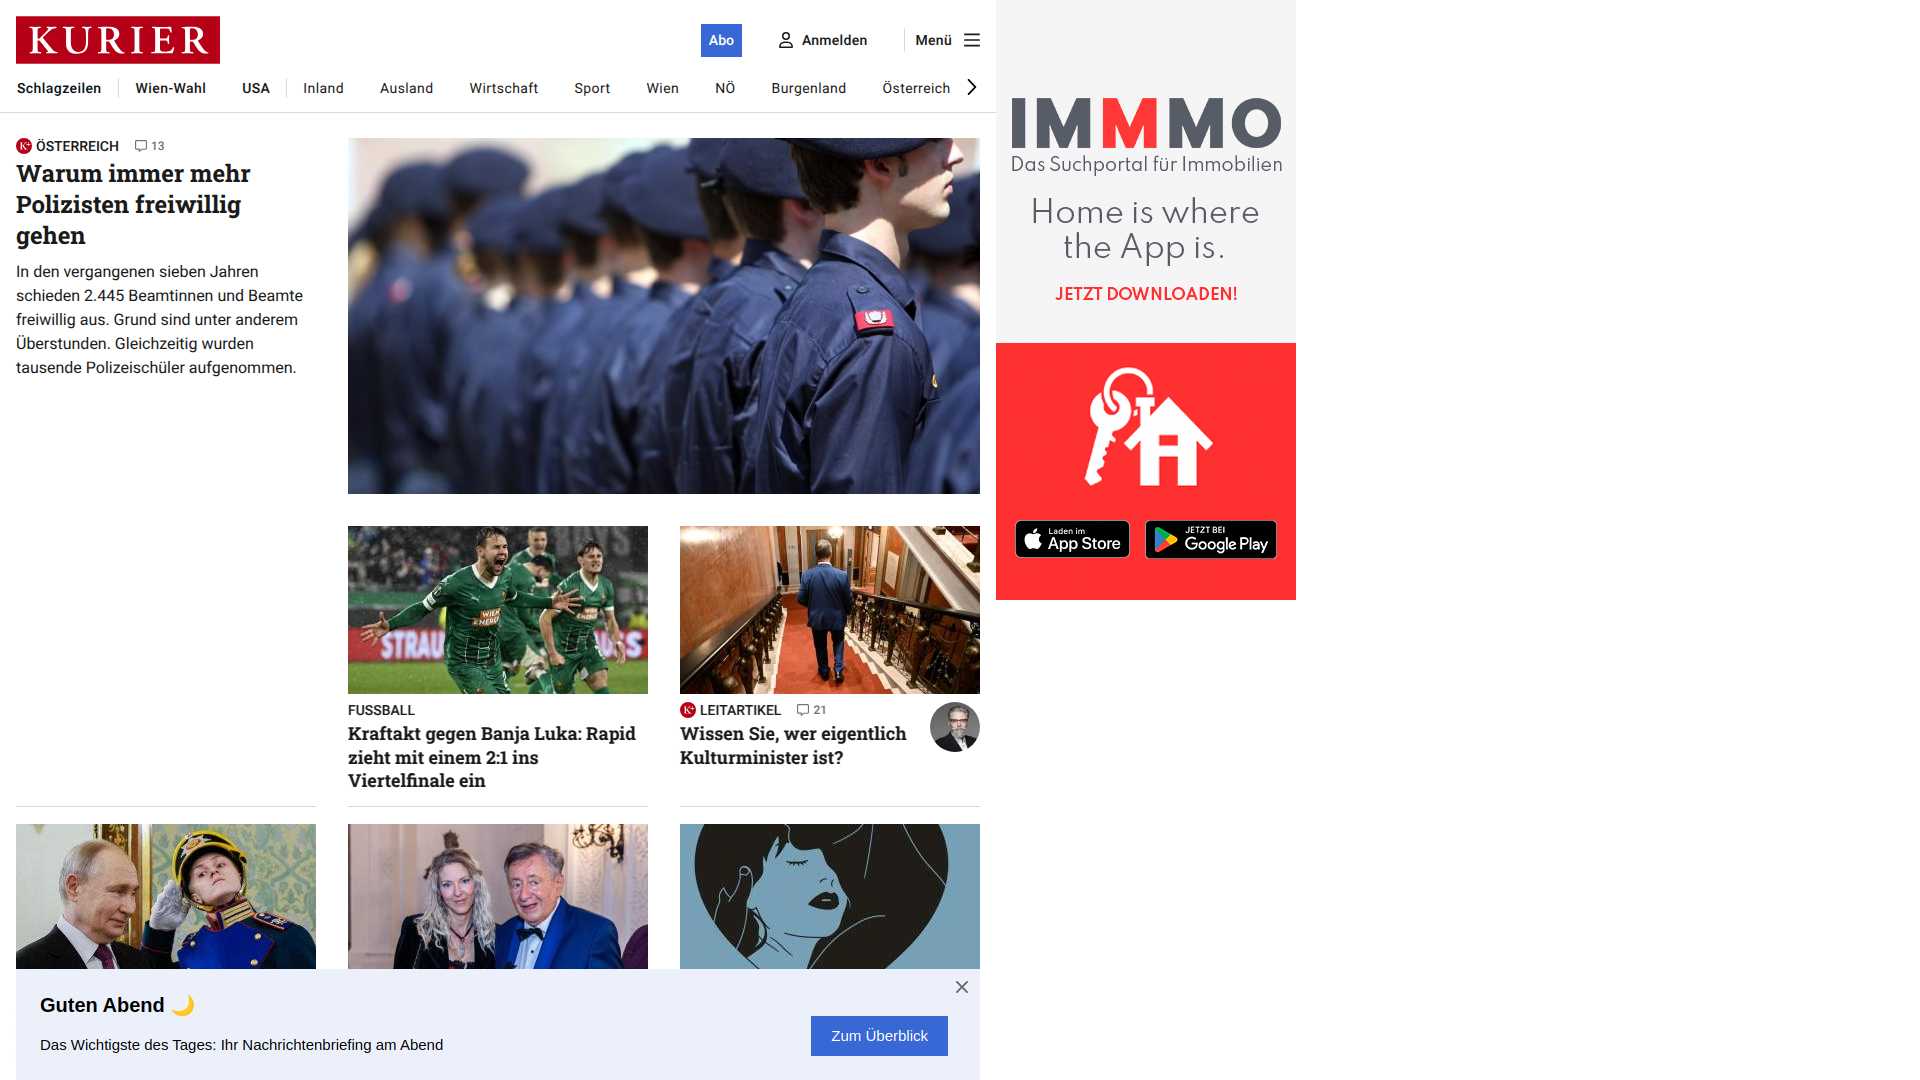 KURIER
Abo
Anmelden
Menü
Schlagzeilen
Wien-Wahl
USA
Inland
Ausland
Wirtschaft
Sport
Wien
NÖ
Burgenland
Österreich
K+ ÖSTERREICH 13
Warum immer mehr
Polizisten freiwillig
gehen
In den vergangenen sieben Jahren
schieden 2.445 Beamtinnen und Beamte
freiwillig aus. Grund sind unter anderem
Überstunden. Gleichzeitig wurden
tausende Polizeischüler aufgenommen.
WIEN
ENERGIE
STRAU
FUSSBALL
Kraftakt gegen Banja Luka: Rapid
zieht mit einem 2:1 ins
Viertelfinale ein
K+ LEITARTIKEL 21
Wissen Sie, wer eigentlich
Kulturminister ist?
Guten Abend 🌙
Das Wichtigste des Tages: Ihr Nachrichtenbriefing am Abend
Zum Überblick
IMMMO
Das Suchportal für Immobilien
Home is where
the App is.
JETZT DOWNLOADEN!
Laden im
App Store
JETZT BEI
Google Play